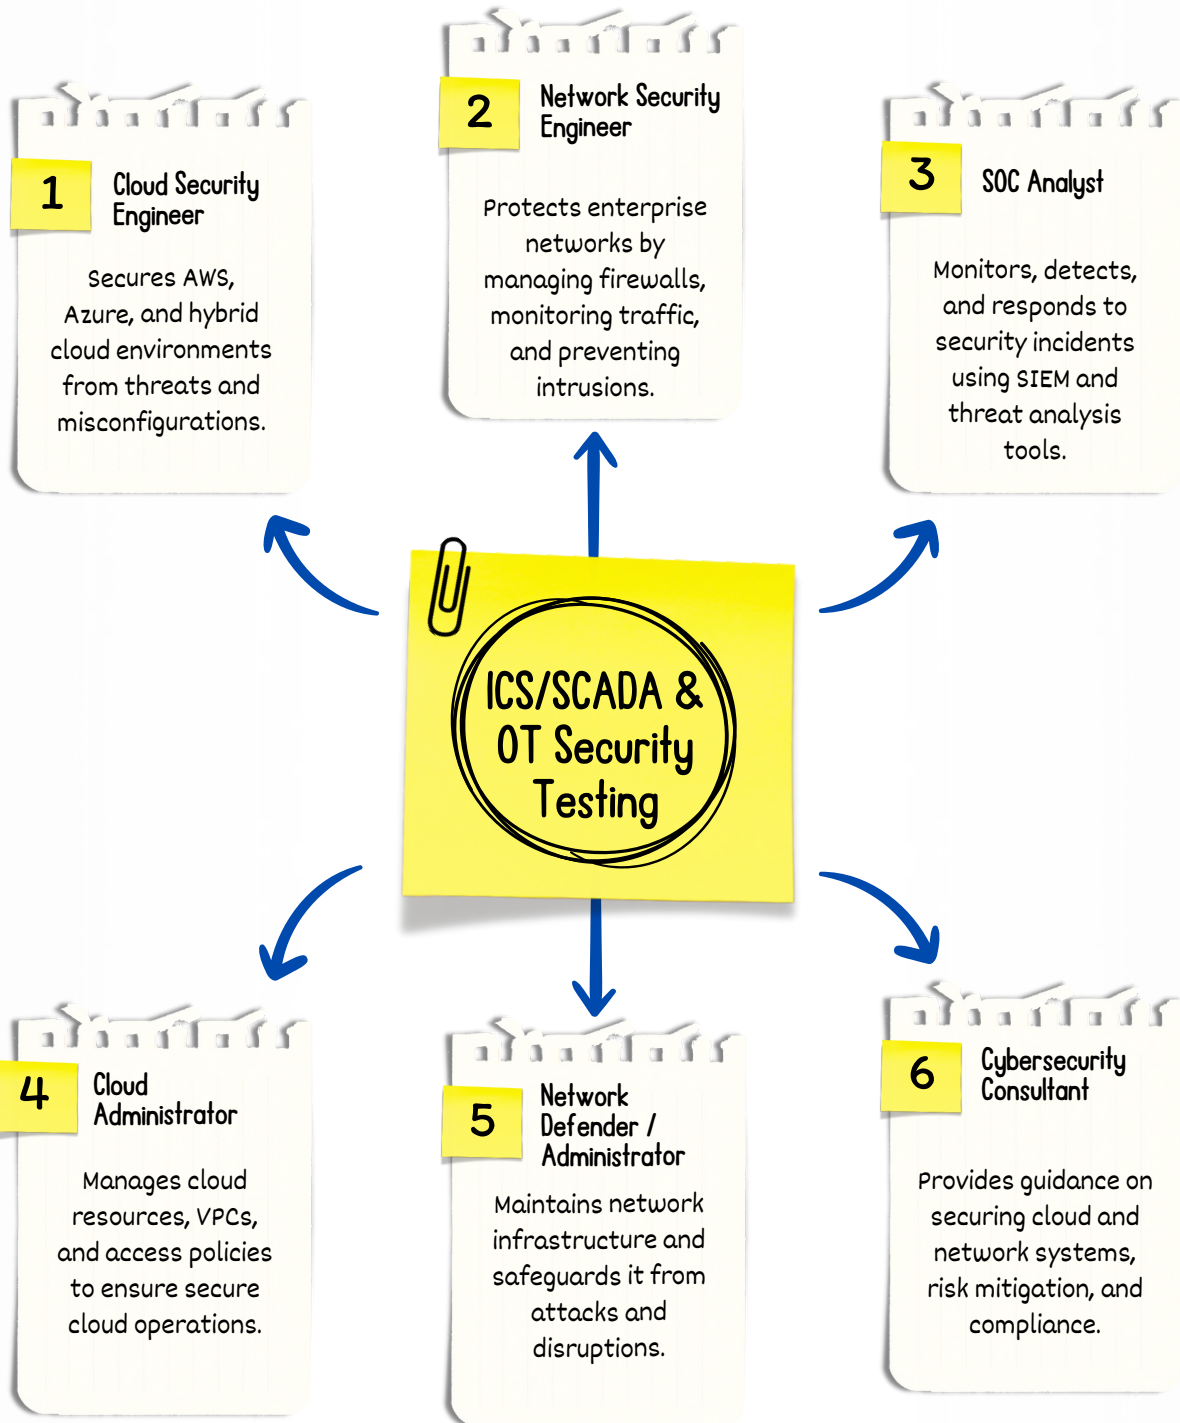 1
Cloud Security
Engineer
Secures AWS,
Azure, and hybrid
cloud environments
from threats and
misconfigurations.
2
Network Security
Engineer
Protects enterprise
networks by
managing firewalls,
monitoring traffic,
and preventing
intrusions.
3
SOC Analyst
Monitors, detects,
and responds to
security incidents
using SIEM and
threat analysis
tools.
ICS/SCADA &
OT Security
Testing
4
Cloud
Administrator
Manages cloud
resources, VPCs,
and access policies
to ensure secure
cloud operations.
5
Network
Defender /
Administrator
Maintains network
infrastructure and
safeguards it from
attacks and
disruptions.
6
Cybersecurity
Consultant
Provides guidance on
securing cloud and
network systems,
risk mitigation, and
compliance.